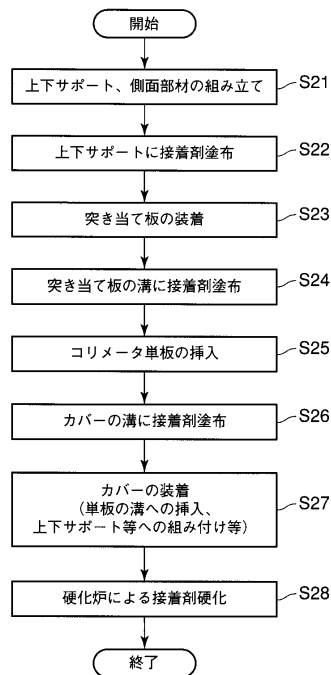 開始
上下サポート、側面部材の組み立て
S21
上下サポートに接着剤塗布
S22
突き当て板の装着
S23
突き当て板の溝に接着剤塗布
S24
コリメータ単板の挿入
S25
カバーの溝に接着剤塗布
S26
カバーの装着
(単板の溝への挿入、
上下サポート等への組み付け等)
S27
硬化炉による接着剤硬化
S28
終了